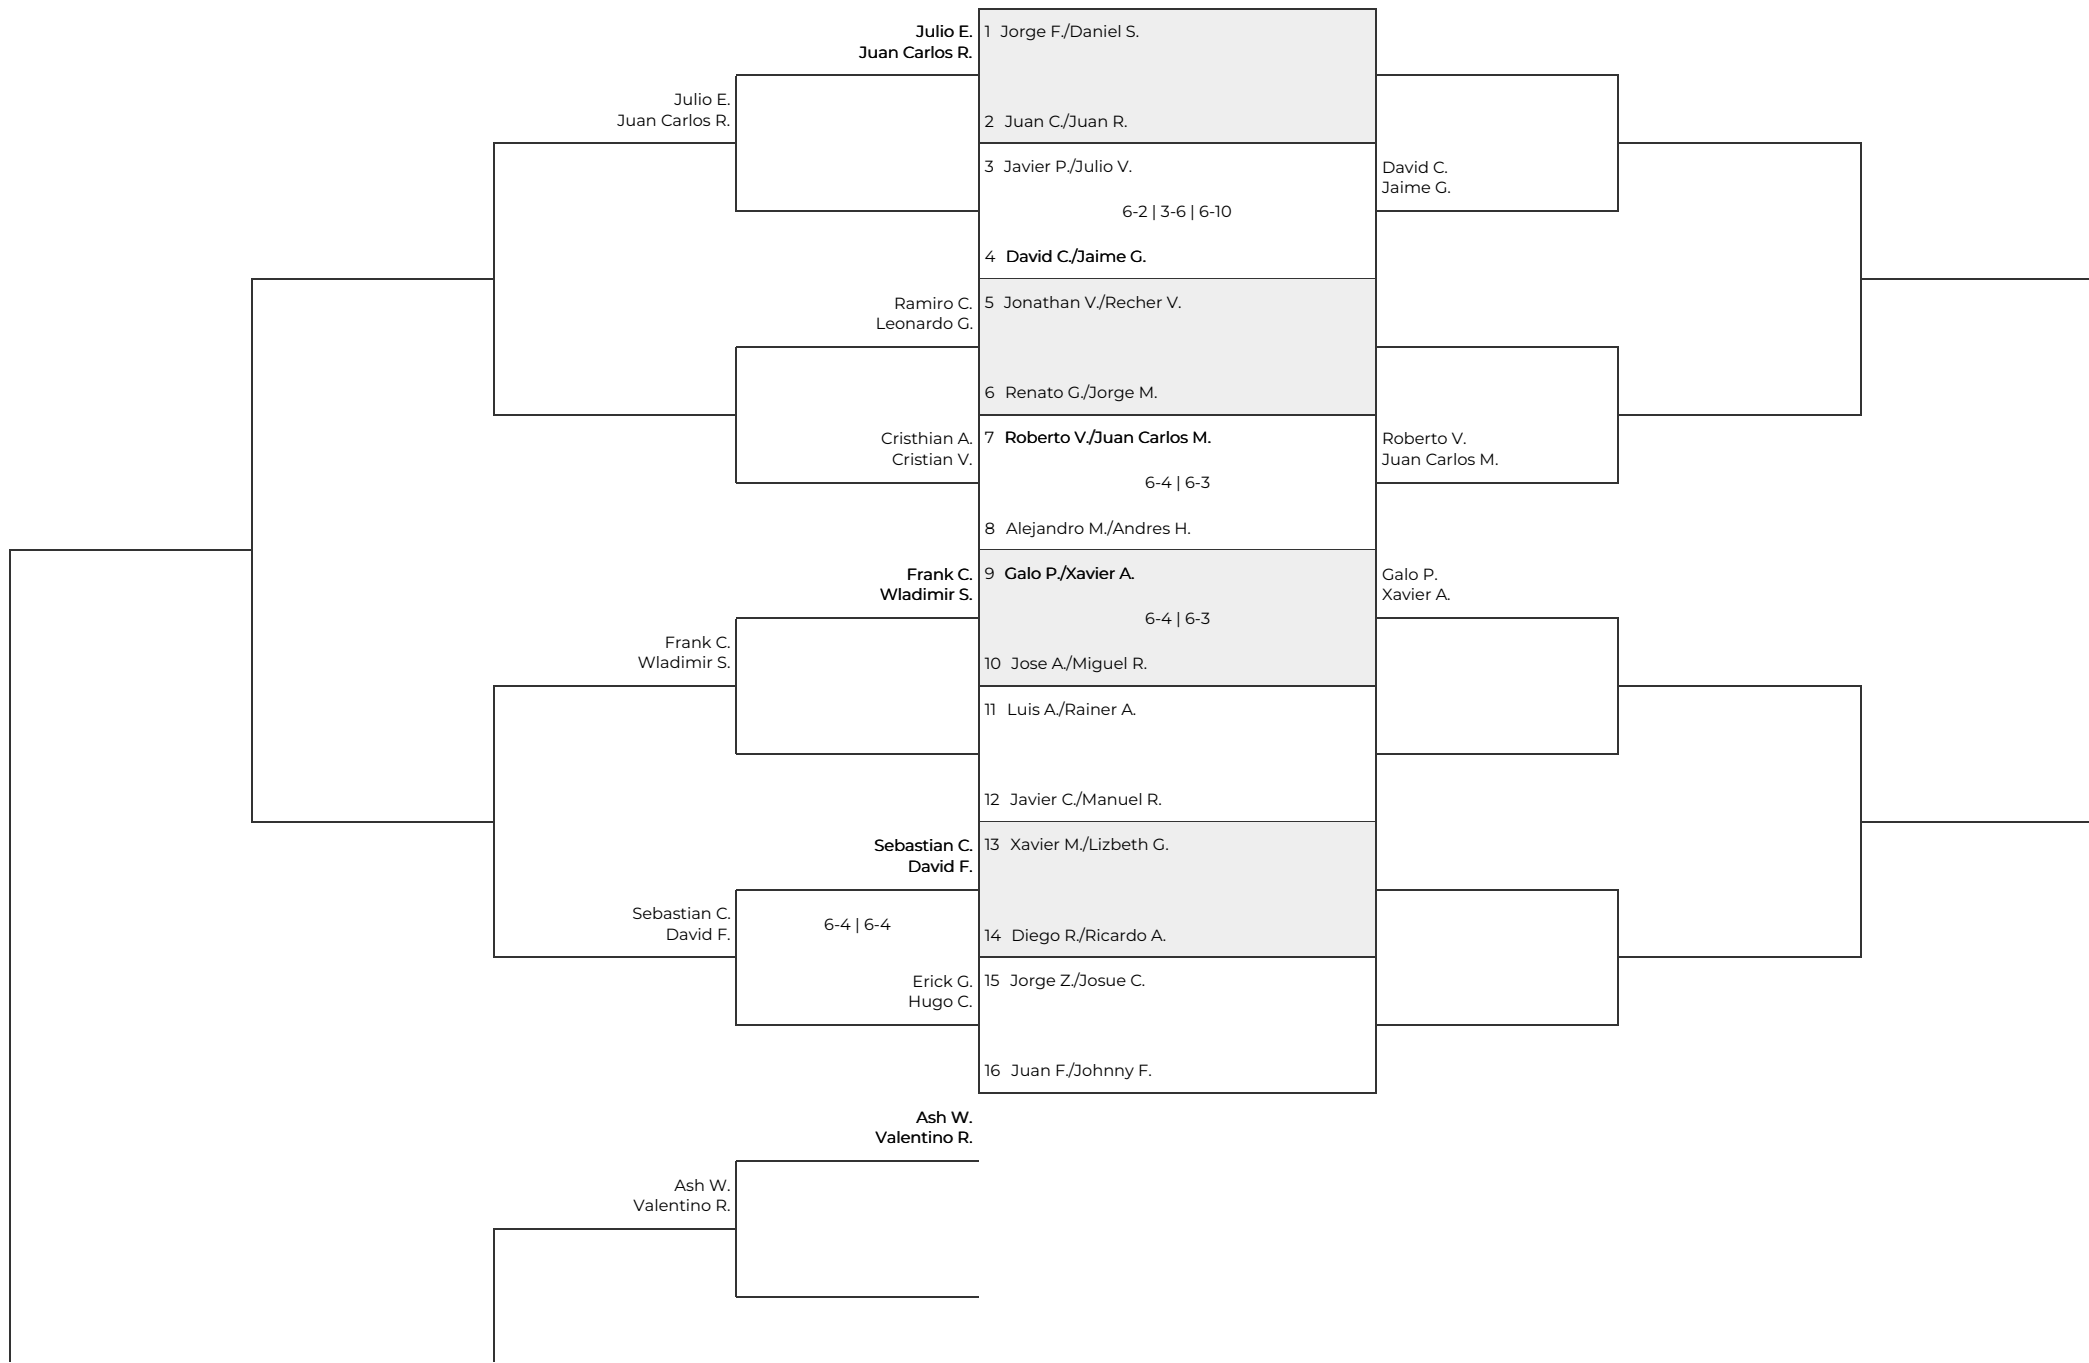 Julio E.
Juan Carlos R.
1 Jorge F./Daniel S.
Julio E.
Juan Carlos R.
2 Juan C./Juan R.
3 Javier P./Julio V.
David C.
Jaime G.
6-2 | 3-6 | 6-10
4 David C./Jaime G.
Ramiro C.
Leonardo G.
5 Jonathan V./Recher V.
6 Renato G./Jorge M.
Cristhian A.
Cristian V.
7 Roberto V./Juan Carlos M.
Roberto V.
Juan Carlos M.
6-4 | 6-3
8 Alejandro M./Andres H.
Frank C.
Wladimir S.
9 Galo P./Xavier A.
Galo P.
Xavier A.
6-4 | 6-3
Frank C.
Wladimir S.
10 Jose A./Miguel R.
11 Luis A./Rainer A.
12 Javier C./Manuel R.
Sebastian C.
David F.
13 Xavier M./Lizbeth G.
Sebastian C.
David F.
6-4 | 6-4
14 Diego R./Ricardo A.
Erick G.
Hugo C.
15 Jorge Z./Josue C.
16 Juan F./Johnny F.
Ash W.
Valentino R.
Ash W.
Valentino R.